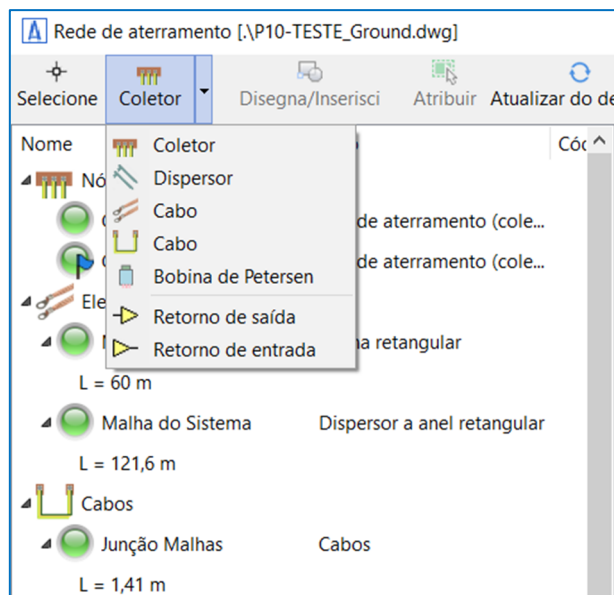 Rede de aterramento [.\P10-TESTE_Ground.dwg]
Selecione Coletor Disegna/Inserisci Atribuir Atualizar do de
Nome
Coletor
Dispersor
Cabo
Cabo
Bobina de Petersen
Retorno de saída
Retorno de entrada
Nó
de aterramento (cole...
de aterramento (cole...
Ele
retangular
L = 60 m
Malha do Sistema Dispersor a anel retangular
L = 121,6 m
Cabos
Junção Malhas Cabos
L = 1,41 m